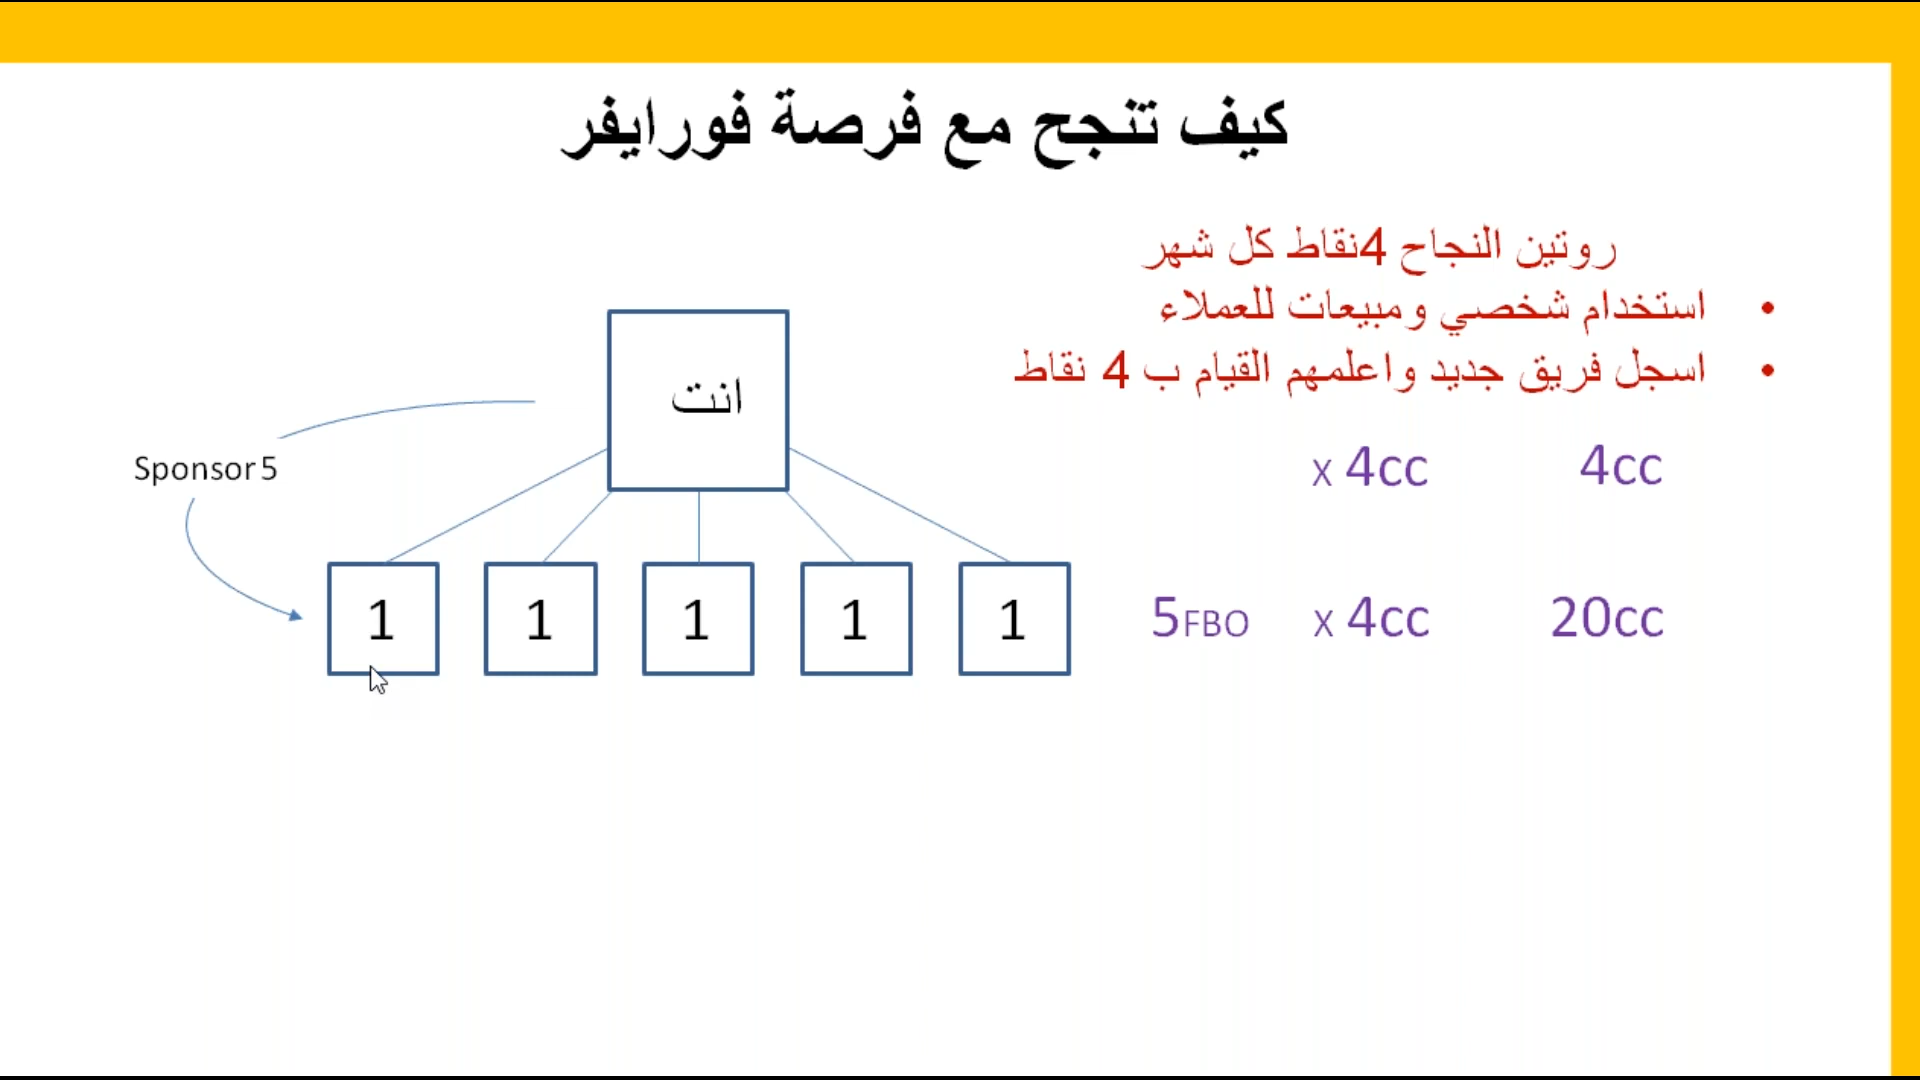 كيف تنجح مع فرصة فورايفر
روتين النجاح 4نقاط كل شهر
• استخدام شخصي ومبيعات للعملاء
• اسجل فريق جديد واعلمهم القيام ب 4 نقاط
انت
x 4cc 4cc
Sponsor 5
1 1 1 1 1
5FBO x 4cc 20cc